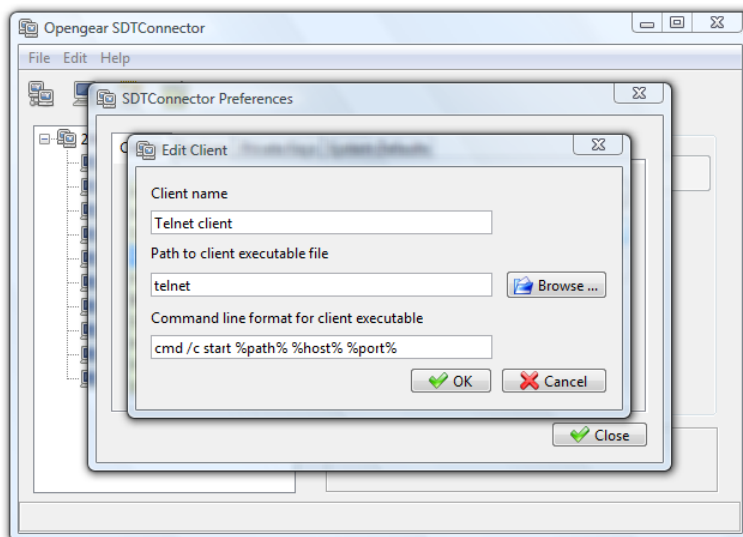 Opengear SDTConnector
File Edit Help
SDTConnector Preferences
Edit Client
Client name
Telnet client
Path to client executable file
telnet
Browse ...
Command line format for client executable
cmd /c start %path% %host% %port%
OK Cancel
Close